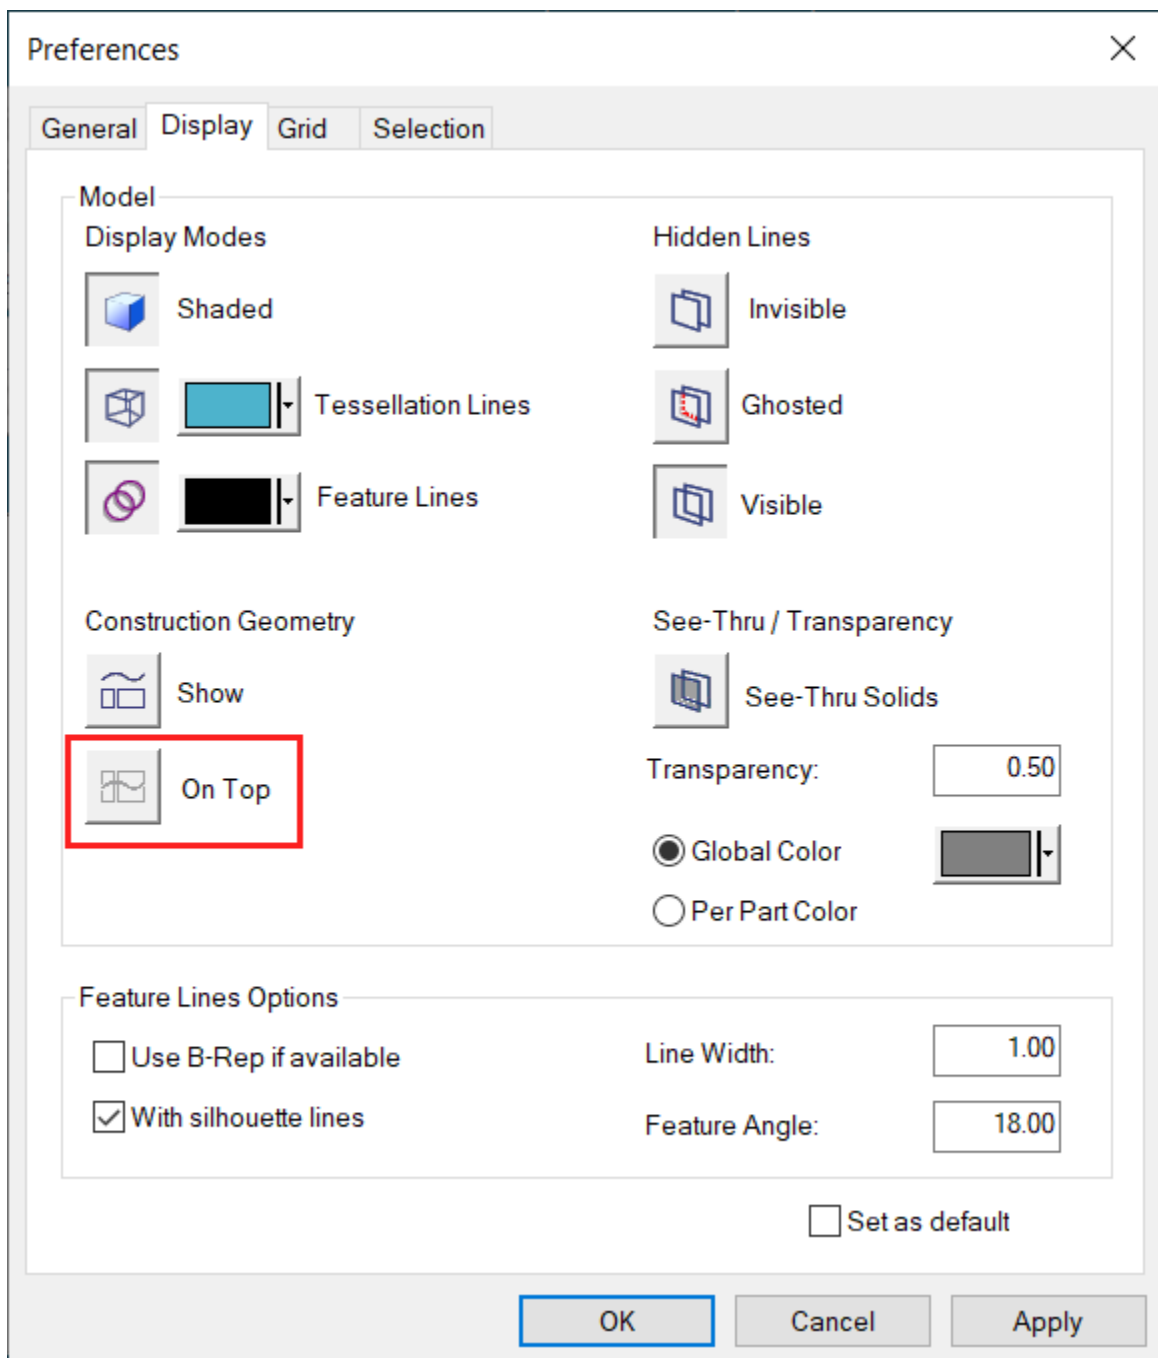 Preferences
General Display Grid Selection
Model
Display Modes
Shaded
Tessellation Lines
Feature Lines
Hidden Lines
Invisible
Ghosted
Visible
Construction Geometry
Show
On Top
See-Thru / Transparency
See-Thru Solids
Transparency: 0.50
Global Color
Per Part Color
Feature Lines Options
Use B-Rep if available
With silhouette lines
Line Width: 1.00
Feature Angle: 18.00
Set as default
OK Cancel Apply